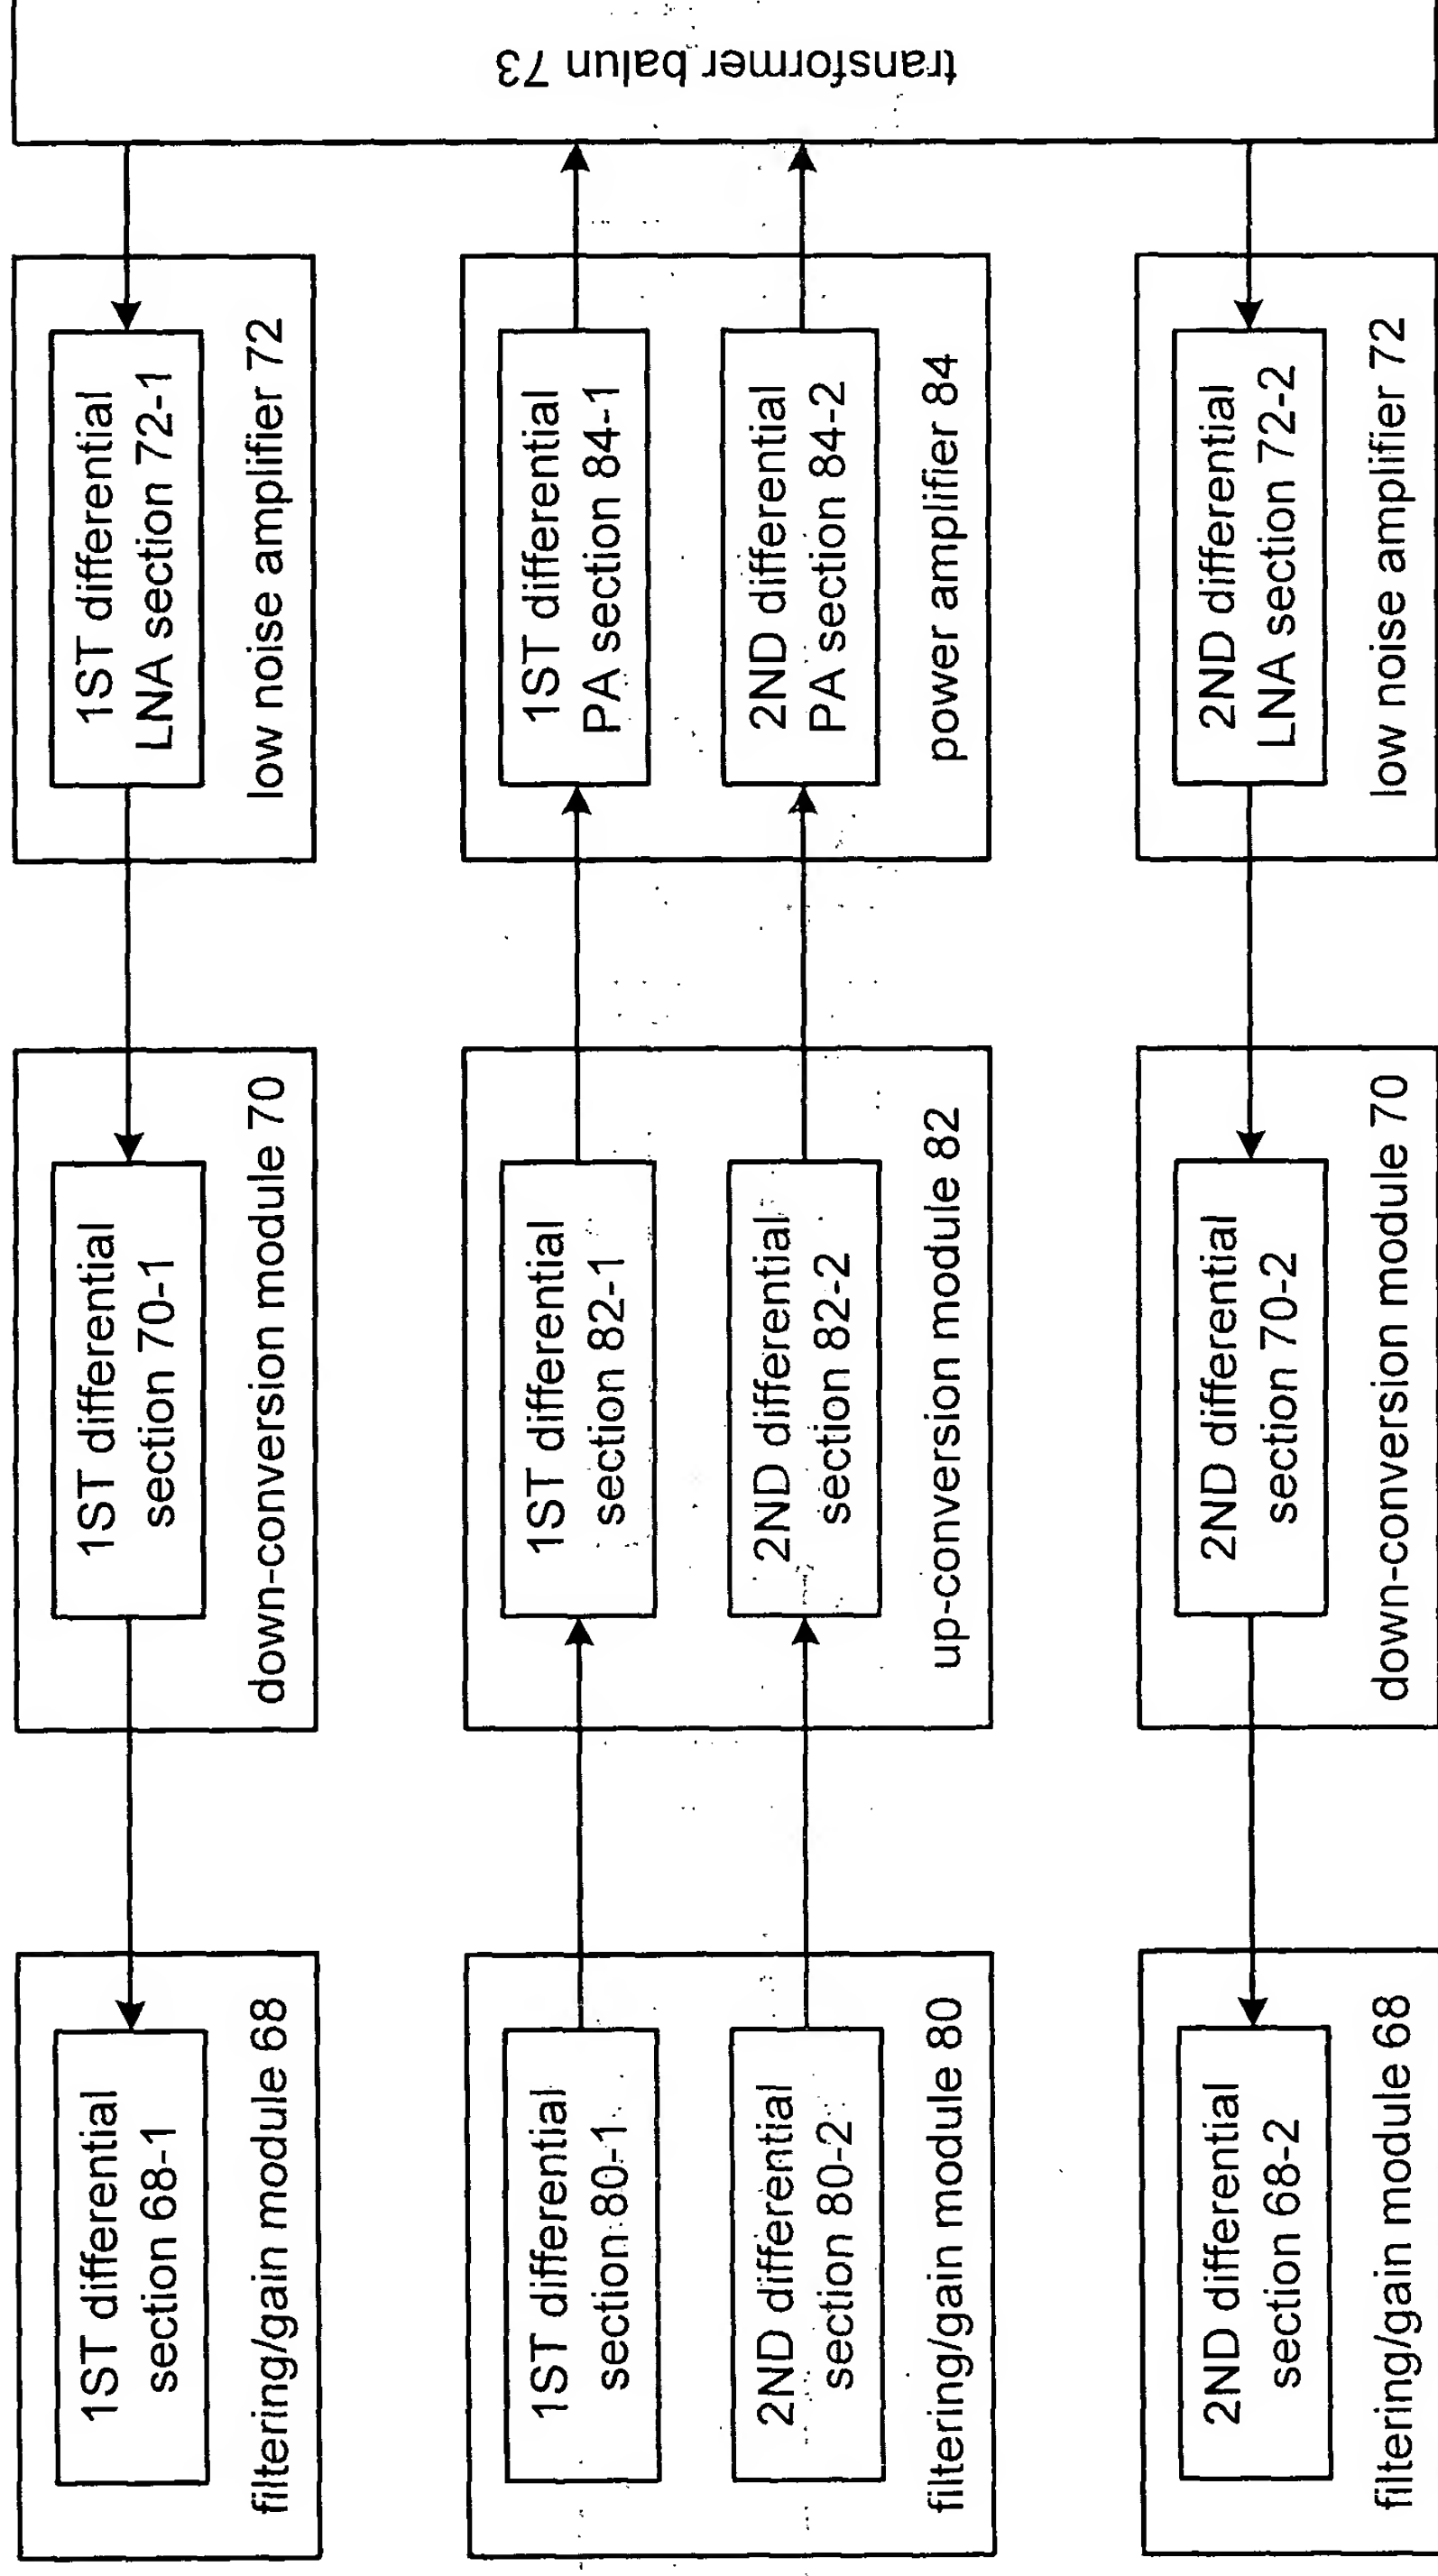 transformer balun 73
1ST differential
LNA section 72-1
low noise amplifier 72
1ST differential
PA section 84-1
2ND differential
PA section 84-2
power amplifier 84
2ND differential
LNA section 72-2
low noise amplifier 72
1ST differential
section 70-1
down-conversion module 70
1ST differential
section 82-1
2ND differential
section 82-2
up-conversion module 82
2ND differential
section 70-2
down-conversion module 70
1ST differential
section 68-1
filtering/gain module 68
1ST differential
section 80-1
2ND differential
section 80-2
filtering/gain module 80
2ND differential
section 68-2
filtering/gain module 68